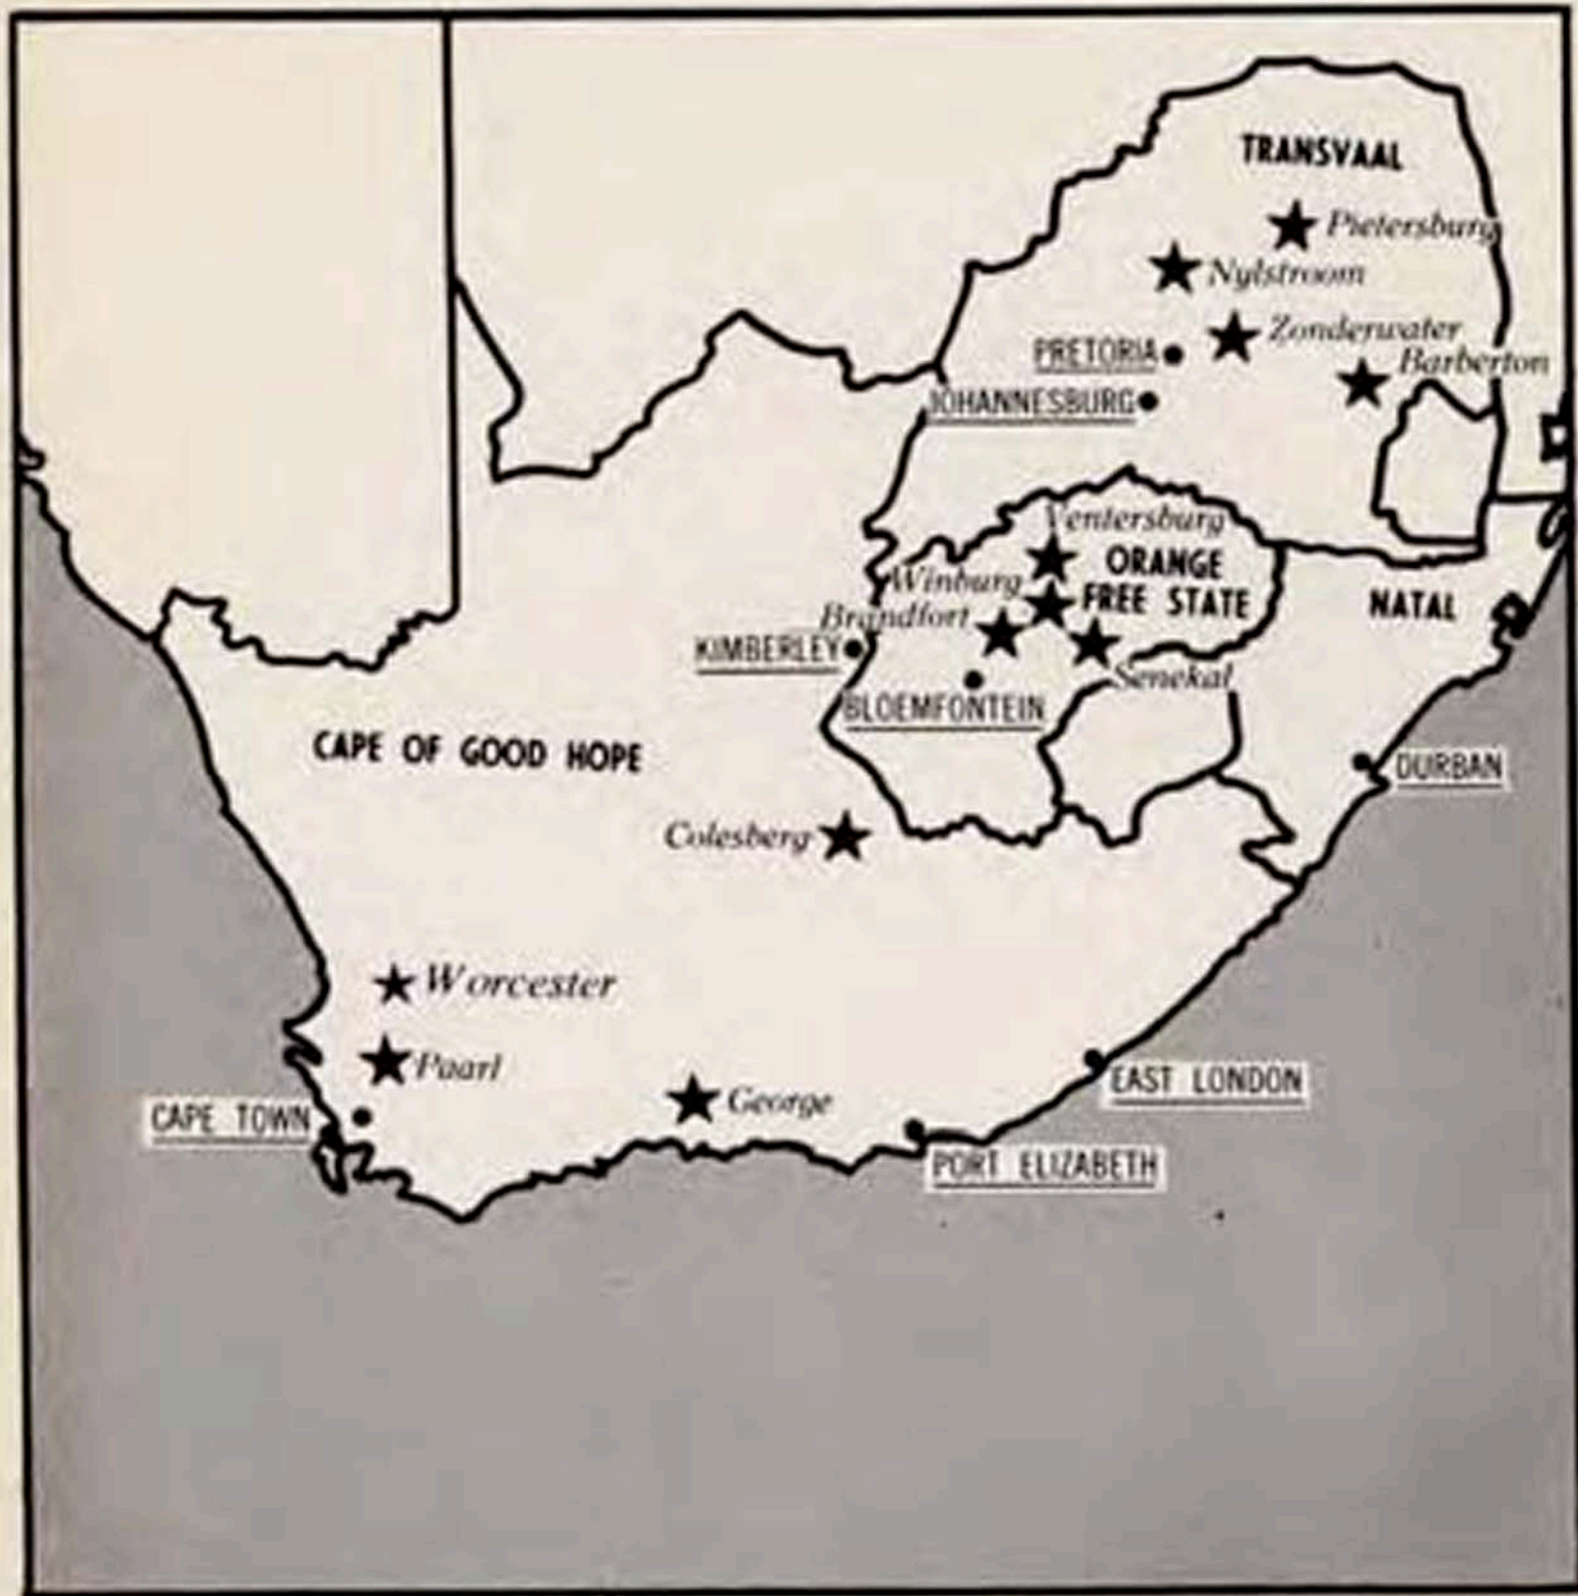 TRANSVAAL
Pietersburg
Nylstroom
Zonderwater
PRETORIA
Barberton
JOHANNESBURG
Ventersburg
ORANGE
FREE STATE
Winburg
Brandfort
NATAL
KIMBERLEY
Senekal
BLOEMFONTEIN
CAPE OF GOOD HOPE
DURBAN
Colesberg
Worcester
Paarl
EAST LONDON
George
CAPE TOWN
PORT ELIZABETH